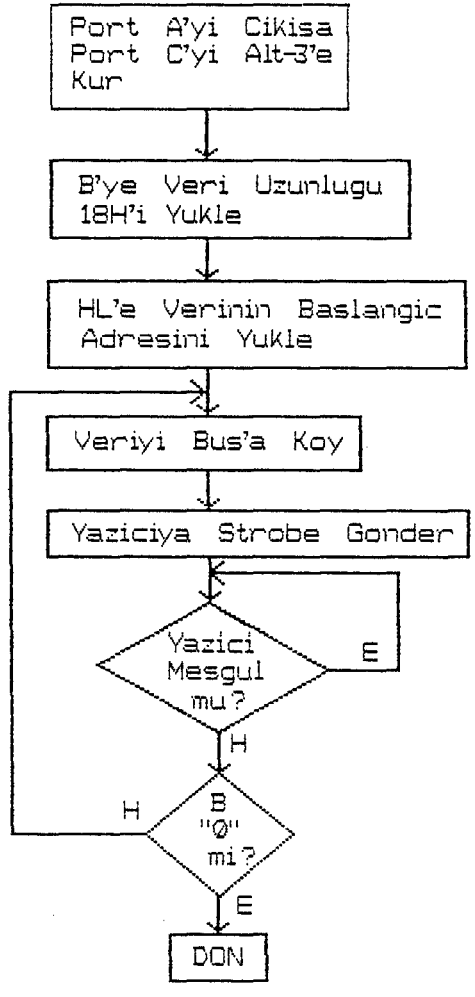 Port A'yi Cikisa
Port C'yi Alt-3'e
Kur
B'ye Veri Uzunlugu
18H'i Yukle
HL'e Verinin Baslangic
Adresini Yukle
Veriyi Bus'a Koy
Yaziciya Strobe Gonder
Yazici
Mesgul
mu?
E
H
B
"0"
mi?
H
E
DON